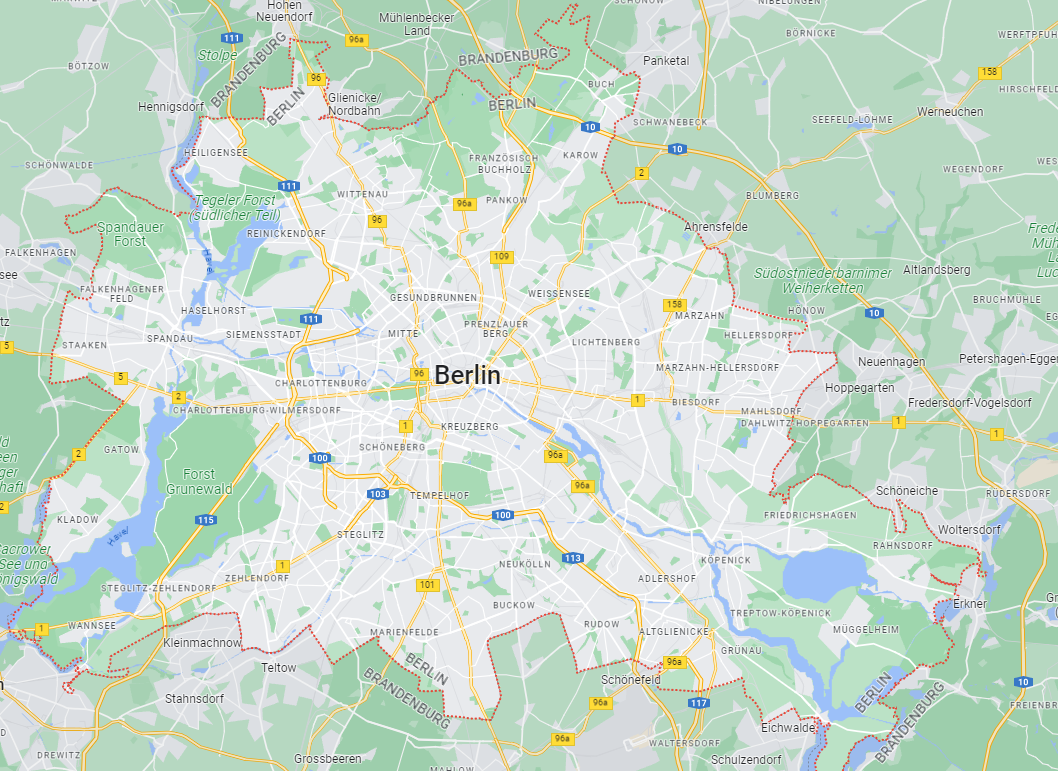 Hohen
Neuendorf
Mühlenbecker
Land
BÖRNICKE
111
96a
Stolpe
BRANDENBURG
BRANDENBURG
Panketal
BÖTZOW
96
158
BUCH
HIRSCHFEL
Hennigsdorf
BERLIN
Glienicke/
Nordbahn
BERLIN
Werneuchen
SEEFELD-LÖHME
SCHWANEBECK
10
HEILIGENSEE
10
FRANZÖSISCH
BUCHHOLZ
KAROW
SCHÖNWALDE
WEGENDORF
2
111
WITTENAU
BLUMBERG
Tegeler Forst
(südlicher Teil)
96a
PANKOW
96
Spandauer
Forst
REINICKENDORF
Ahrensfelde
FALKENHAGEN
Havel
109
see
Südostniederbarnimer
Weiherketten
Altlandsberg
FALKENHAGENER
FELD
GESUNDBRUNNEN
WEISSENSEE
BRUCHMÜHLE
HASELHORST
158
MARZAHN
HÖNOW
10
111
SIEMENSSTADT
MITTE
PRENZLAUER
BERG
HELLERSDORF
SPANDAU
LICHTENBERG
5
STAAKEN
Neuenhagen
Petershagen-Egger
MARZAHN-HELLERSDORF
5
96
Berlin
CHARLOTTENBURG
Hoppegarten
2
1
BIESDORF
Fredersdorf-Vogelsdorf
CHARLOTTENBURG-WILMERSDORF
MAHLSDORF
DAHLWITZ-HOPPEGARTEN
1
1
1
KREUZBERG
SCHÖNEBERG
GATOW
2
100
96a
Forst
Grunewald
96a
103
TEMPELHOF
Schöneiche
RÜDERSDORF
2
KLADOW
115
100
FRIEDRICHSHAGEN
Woltersdorf
Havel
STEGLITZ
RAHNSDORF
113
NEUKÖLLN
KÖPENICK
1
ZEHLENDORF
101
ADLERSHOF
STEGLITZ-ZEHLENDORF
BUCKOW
Erkner
TREPTOW-KÖPENICK
1
WANNSEE
RUDOW
ALTGLIENICKE
MÜGGELHEIM
MARIENFELDE
Kleinmachnow
GRÜNAU
Teltow
96a
BERLIN
Schönefeld
10
BERLIN
Stahnsdorf
BRANDENBURG
96a
117
BRANDENBURG
Eichwalde
96a
WALTERSDORF
DREWITZ
Grossbeeren
Schulzendorf
MAHLOW